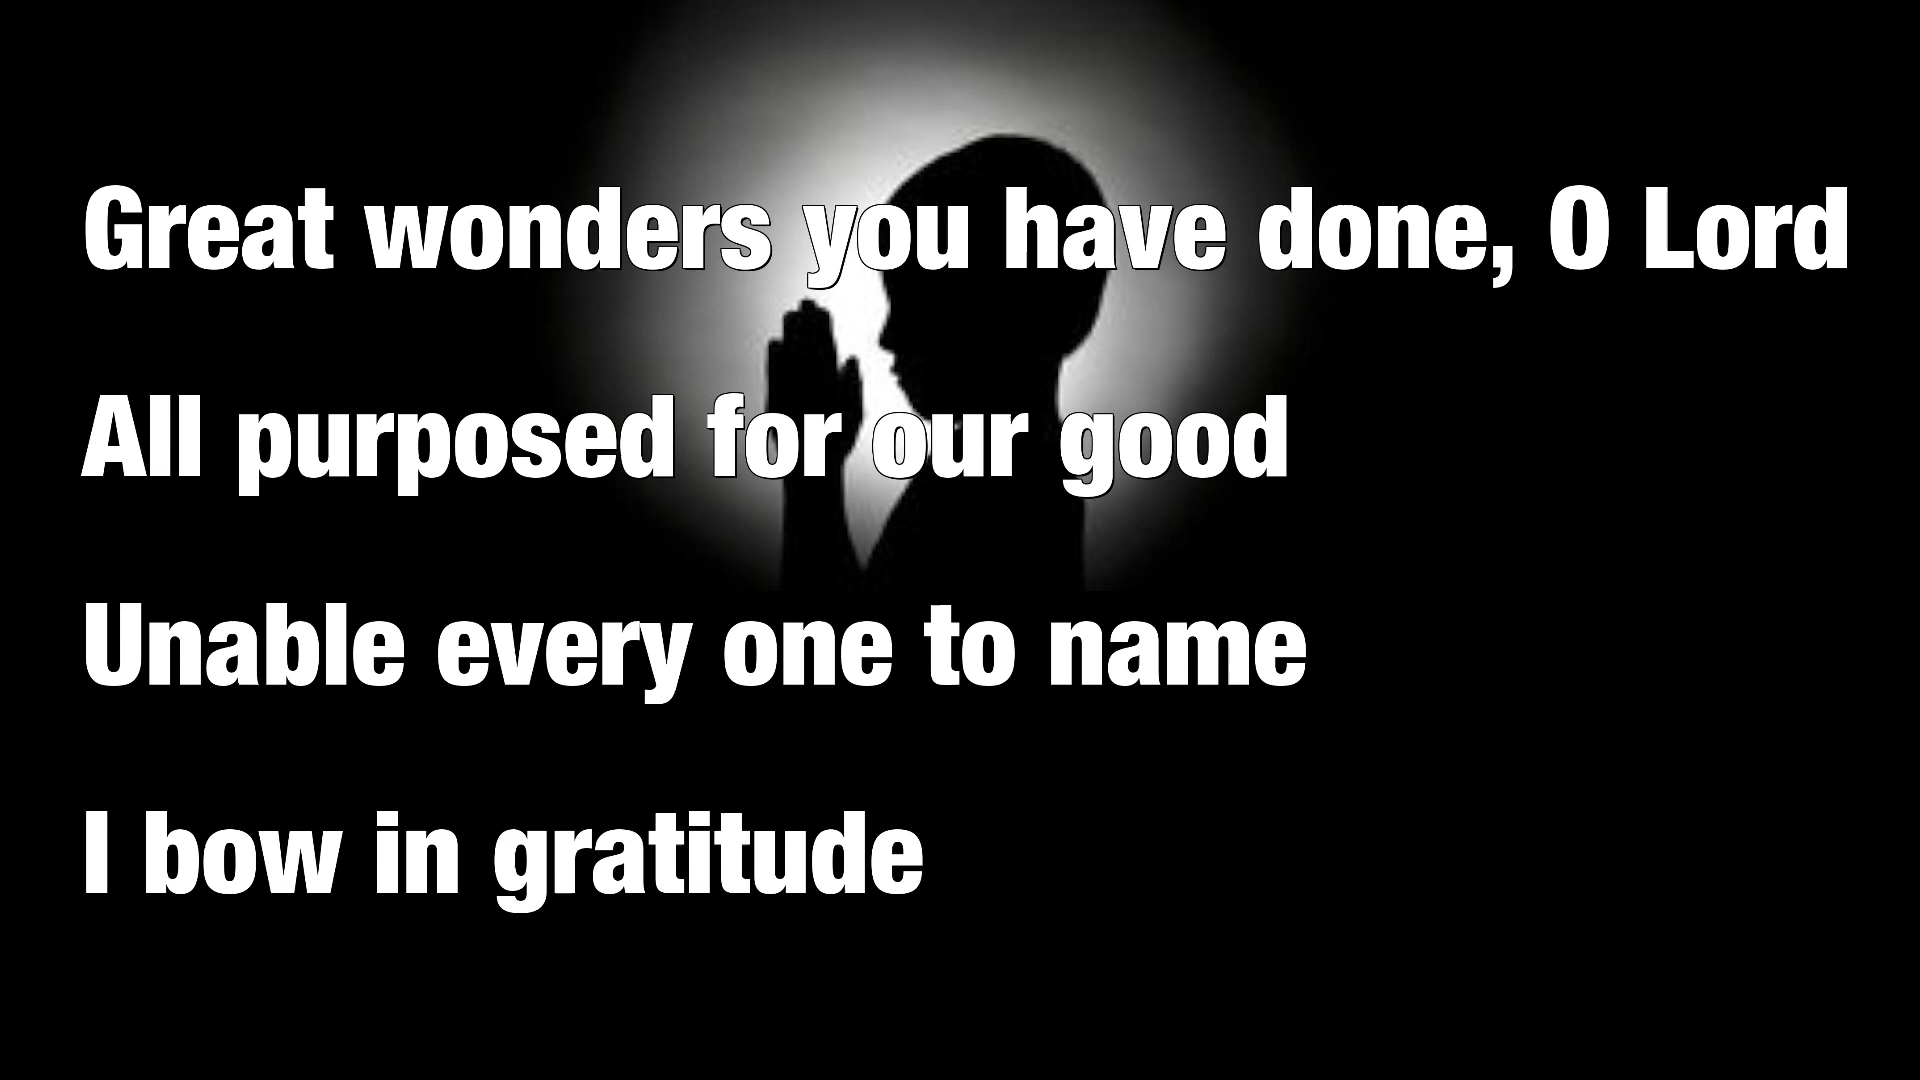 Great wonders you have done, O Lord
All purposed for our good
Unable every one to name
I bow in gratitude